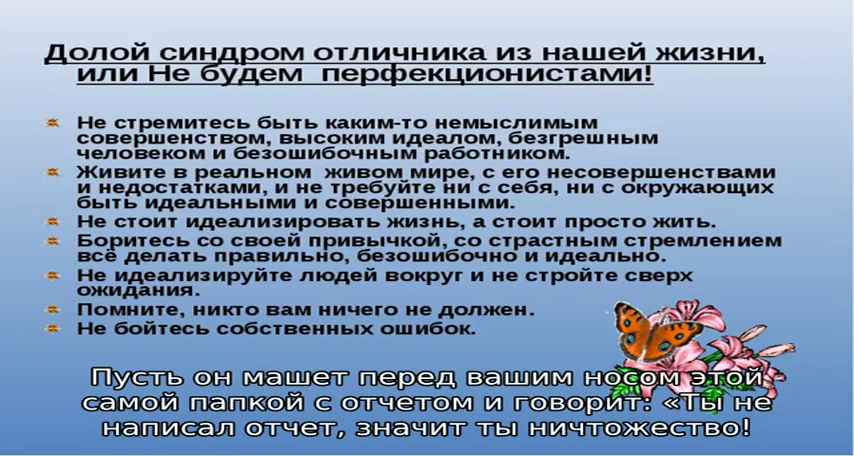 Долой синдром отличника из нашей жизни,
или Не будем перфекционистами!
Не стремитесь быть каким-то немыслимым
совершенством, высоким идеалом, безгрешным
человеком и безошибочным работником.
Живите в реальном живом мире, с его несовершенствами
и недостатками, и не требуйте ни с себя, ни с окружающих
быть идеальными и совершенными.
Не стоит идеализировать жизнь, а стоит просто жить.
Боритесь со своей привычкой, со страстным стремлением
всё делать правильно, безошибочно и идеально.
Не идеализируйте людей вокруг и не стройте сверх
ожидания.
Помните, никто вам ничего не должен.
Не бойтесь собственных ошибок.
Пусть он машет перед вашим носом этой
самой папкой с отчетом и говорит: «Ты не
написал отчет, значит ты ничтожество!